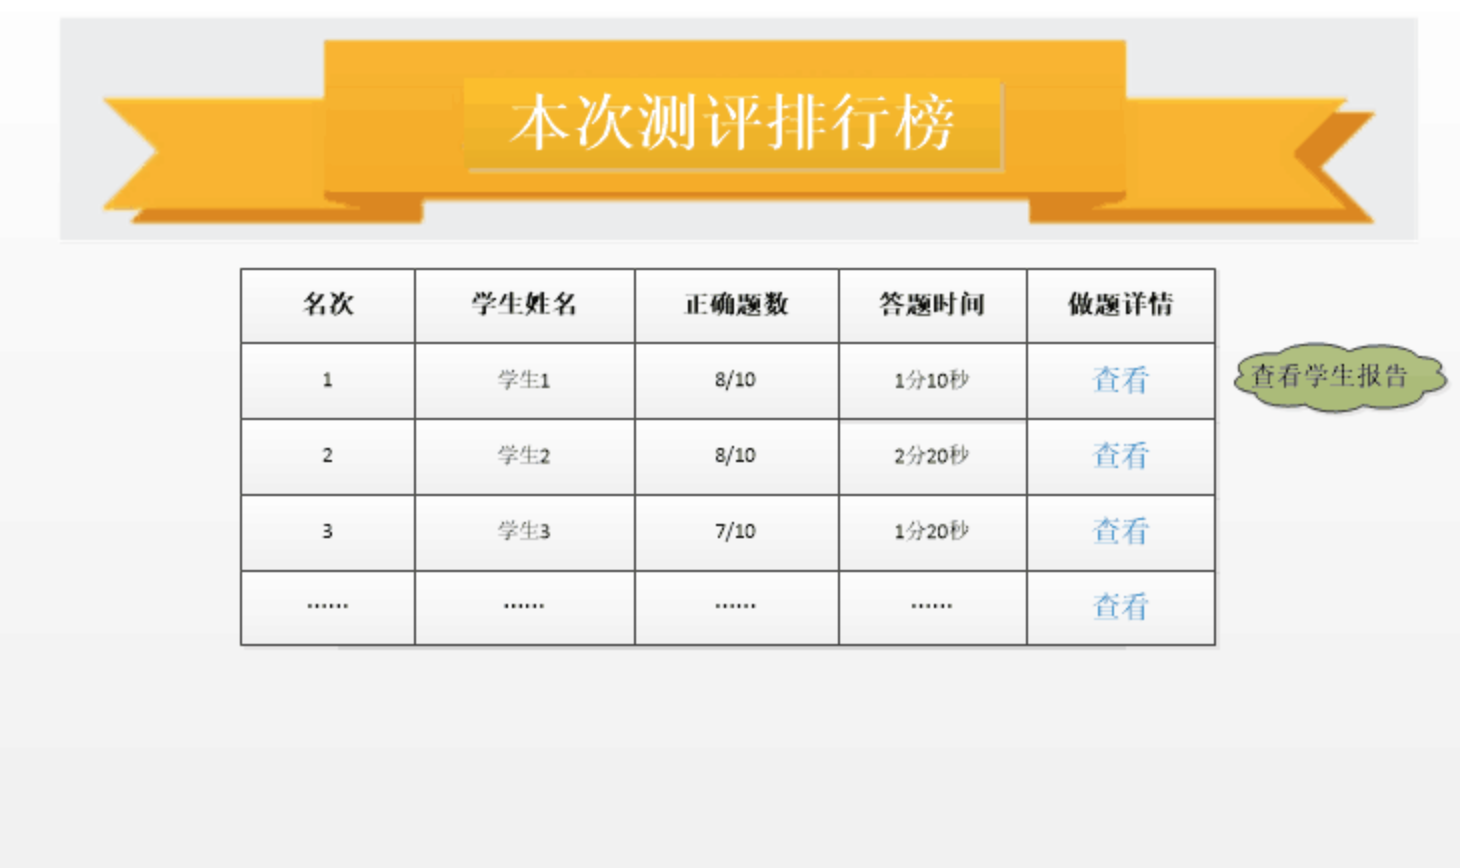 本次测评排行榜
名次 学生姓名 正确题数 答题时间 做题详情
1 学生1 8/10 1分10秒 查看
查看学生报告
2 学生2 8/10 2分20秒 查看
3 学生3 7/10 1分20秒 查看
…… …… …… …… 查看